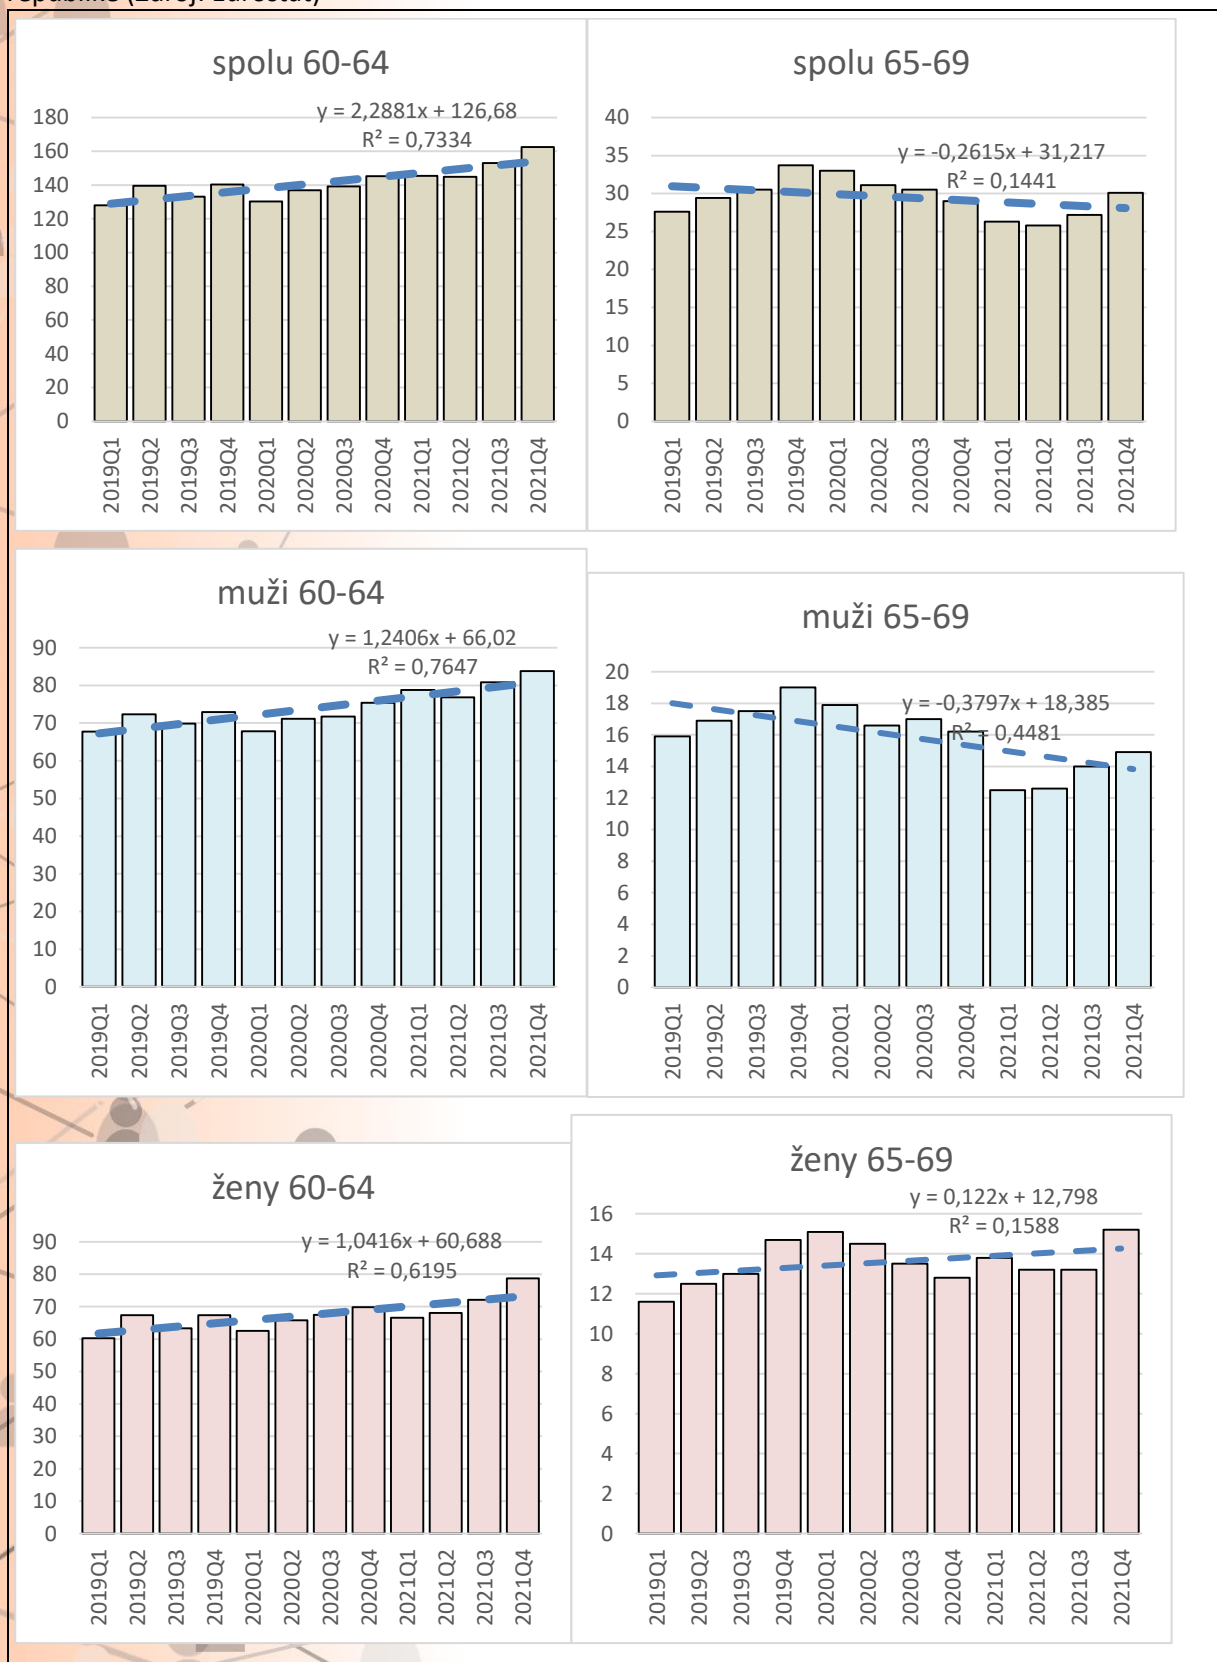 republike (Zdroj: Eurostat)
spolu 60-64
y = 2,2881x + 126,68
R² = 0,7334
180
160
140
120
100
80
60
40
20
0
2019Q1
2019Q2
2019Q3
2019Q4
2020Q1
2020Q2
2020Q3
2020Q4
2021Q1
2021Q2
2021Q3
2021Q4
spolu 65-69
y = -0,2615x + 31,217
R² = 0,1441
40
35
30
25
20
15
10
5
0
2019Q1
2019Q2
2019Q3
2019Q4
2020Q1
2020Q2
2020Q3
2020Q4
2021Q1
2021Q2
2021Q3
2021Q4
muži 60-64
y = 1,2406x + 66,02
R² = 0,7647
90
80
70
60
50
40
30
20
10
0
2019Q1
2019Q2
2019Q3
2019Q4
2020Q1
2020Q2
2020Q3
2020Q4
2021Q1
2021Q2
2021Q3
2021Q4
muži 65-69
y = -0,3797x + 18,385
R² = 0,4481
20
18
16
14
12
10
8
6
4
2
0
2019Q1
2019Q2
2019Q3
2019Q4
2020Q1
2020Q2
2020Q3
2020Q4
2021Q1
2021Q2
2021Q3
2021Q4
ženy 60-64
y = 1,0416x + 60,688
R² = 0,6195
90
80
70
60
50
40
30
20
10
0
2019Q1
2019Q2
2019Q3
2019Q4
2020Q1
2020Q2
2020Q3
2020Q4
2021Q1
2021Q2
2021Q3
2021Q4
ženy 65-69
y = 0,122x + 12,798
R² = 0,1588
16
14
12
10
8
6
4
2
0
2019Q1
2019Q2
2019Q3
2019Q4
2020Q1
2020Q2
2020Q3
2020Q4
2021Q1
2021Q2
2021Q3
2021Q4